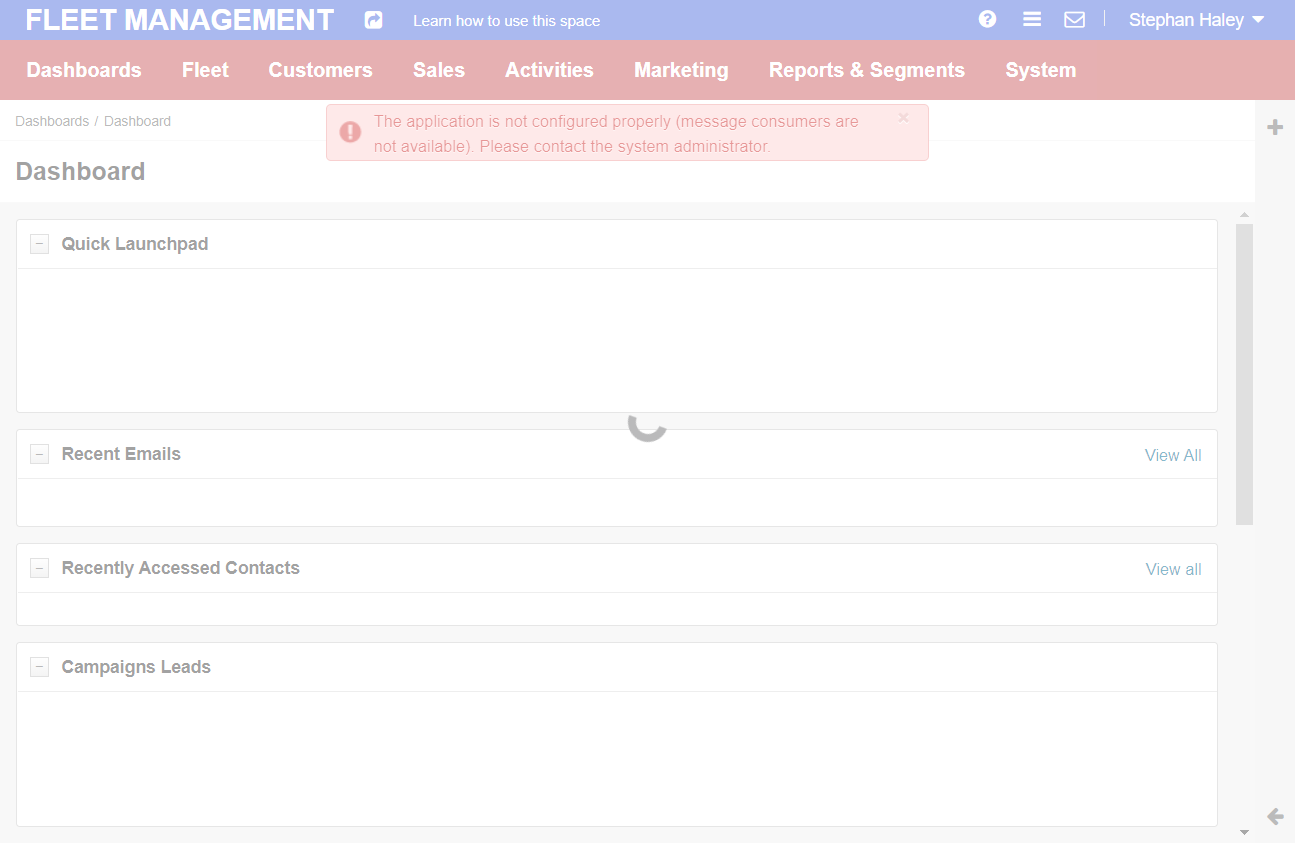 FLEET MANAGEMENT
Learn how to use this space
Stephan Haley
Dashboards Fleet Customers Sales Activities Marketing Reports & Segments System
Dashboards / Dashboard
The application is not configured properly (message consumers are
not available). Please contact the system administrator.
Dashboard
Quick Launchpad
Recent Emails
View All
Recently Accessed Contacts
View all
Campaigns Leads